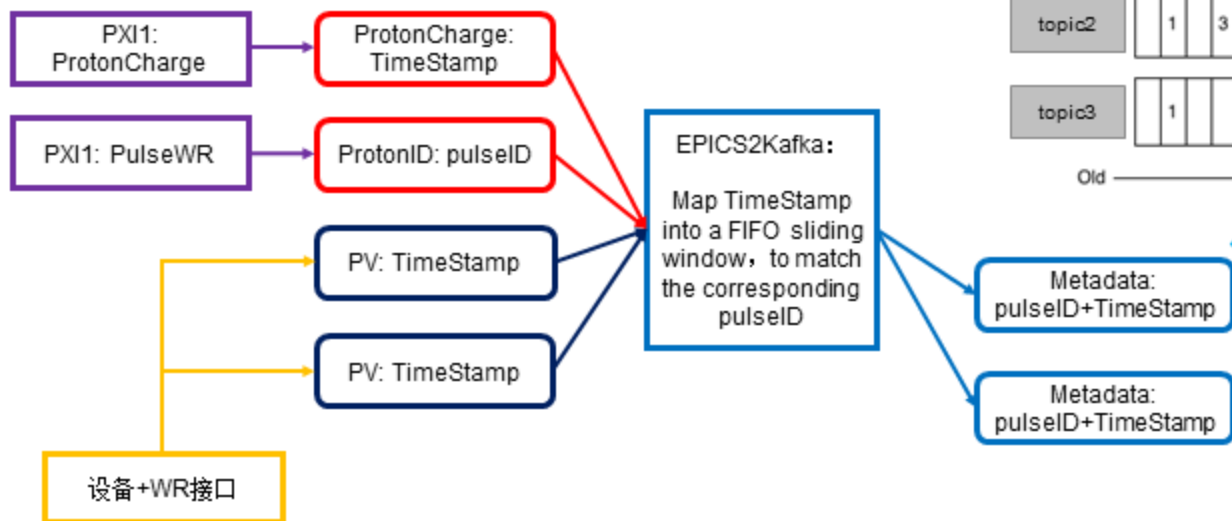 PXI1:
ProtonCharge
ProtonCharge:
TimeStamp
topic2
1
3
PXI1: PulseWR
ProtonID: pulseID
topic3
1
EPICS2Kafka：
Map TimeStamp
into a FIFO sliding
window，to match
the corresponding
pulseID
Old
PV: TimeStamp
Metadata:
pulseID+TimeStamp
PV: TimeStamp
Metadata:
pulseID+TimeStamp
设备+WR接口